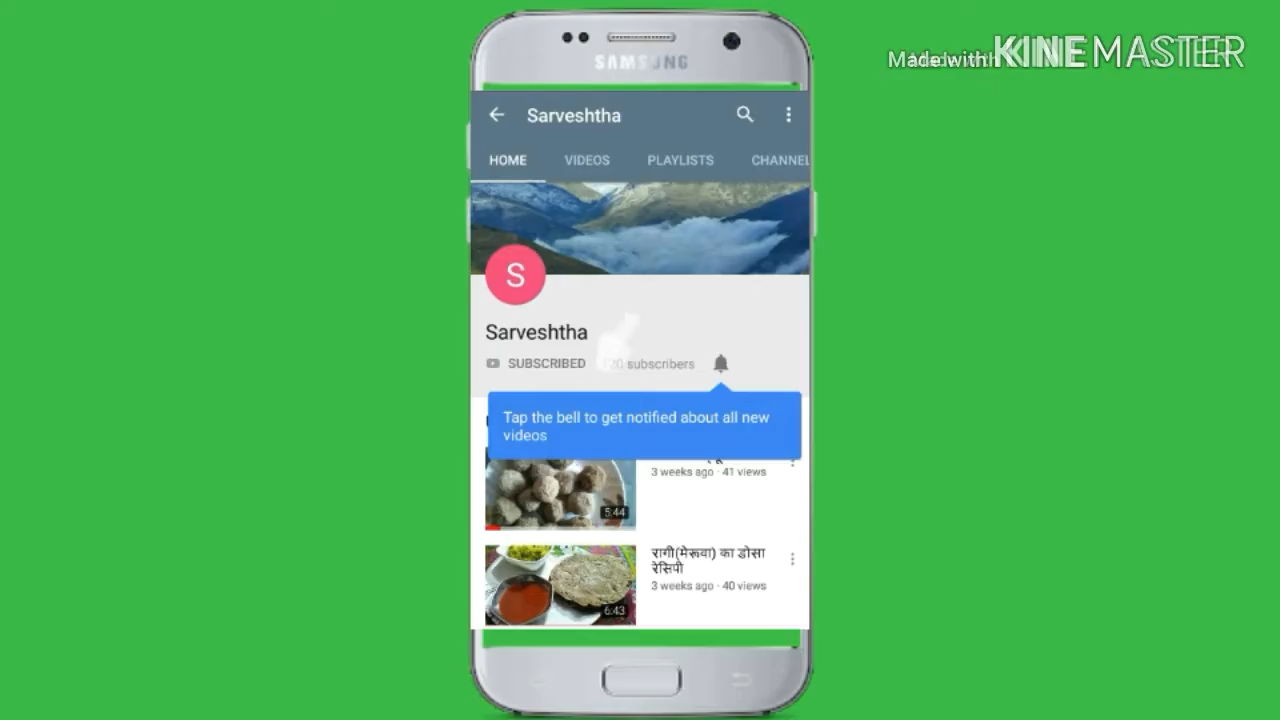 Made with KINEMASTER
SAMSUNG
Sarveshtha
HOME VIDEOS PLAYLISTS CHANNEL
S
Sarveshtha
SUBSCRIBED 20 subscribers
Tap the bell to get notified about all new
videos
3 weeks ago · 41 views
5:44
रागी(मेरूवा) का डोसा
रेसिपी
3 weeks ago · 40 views
6:43